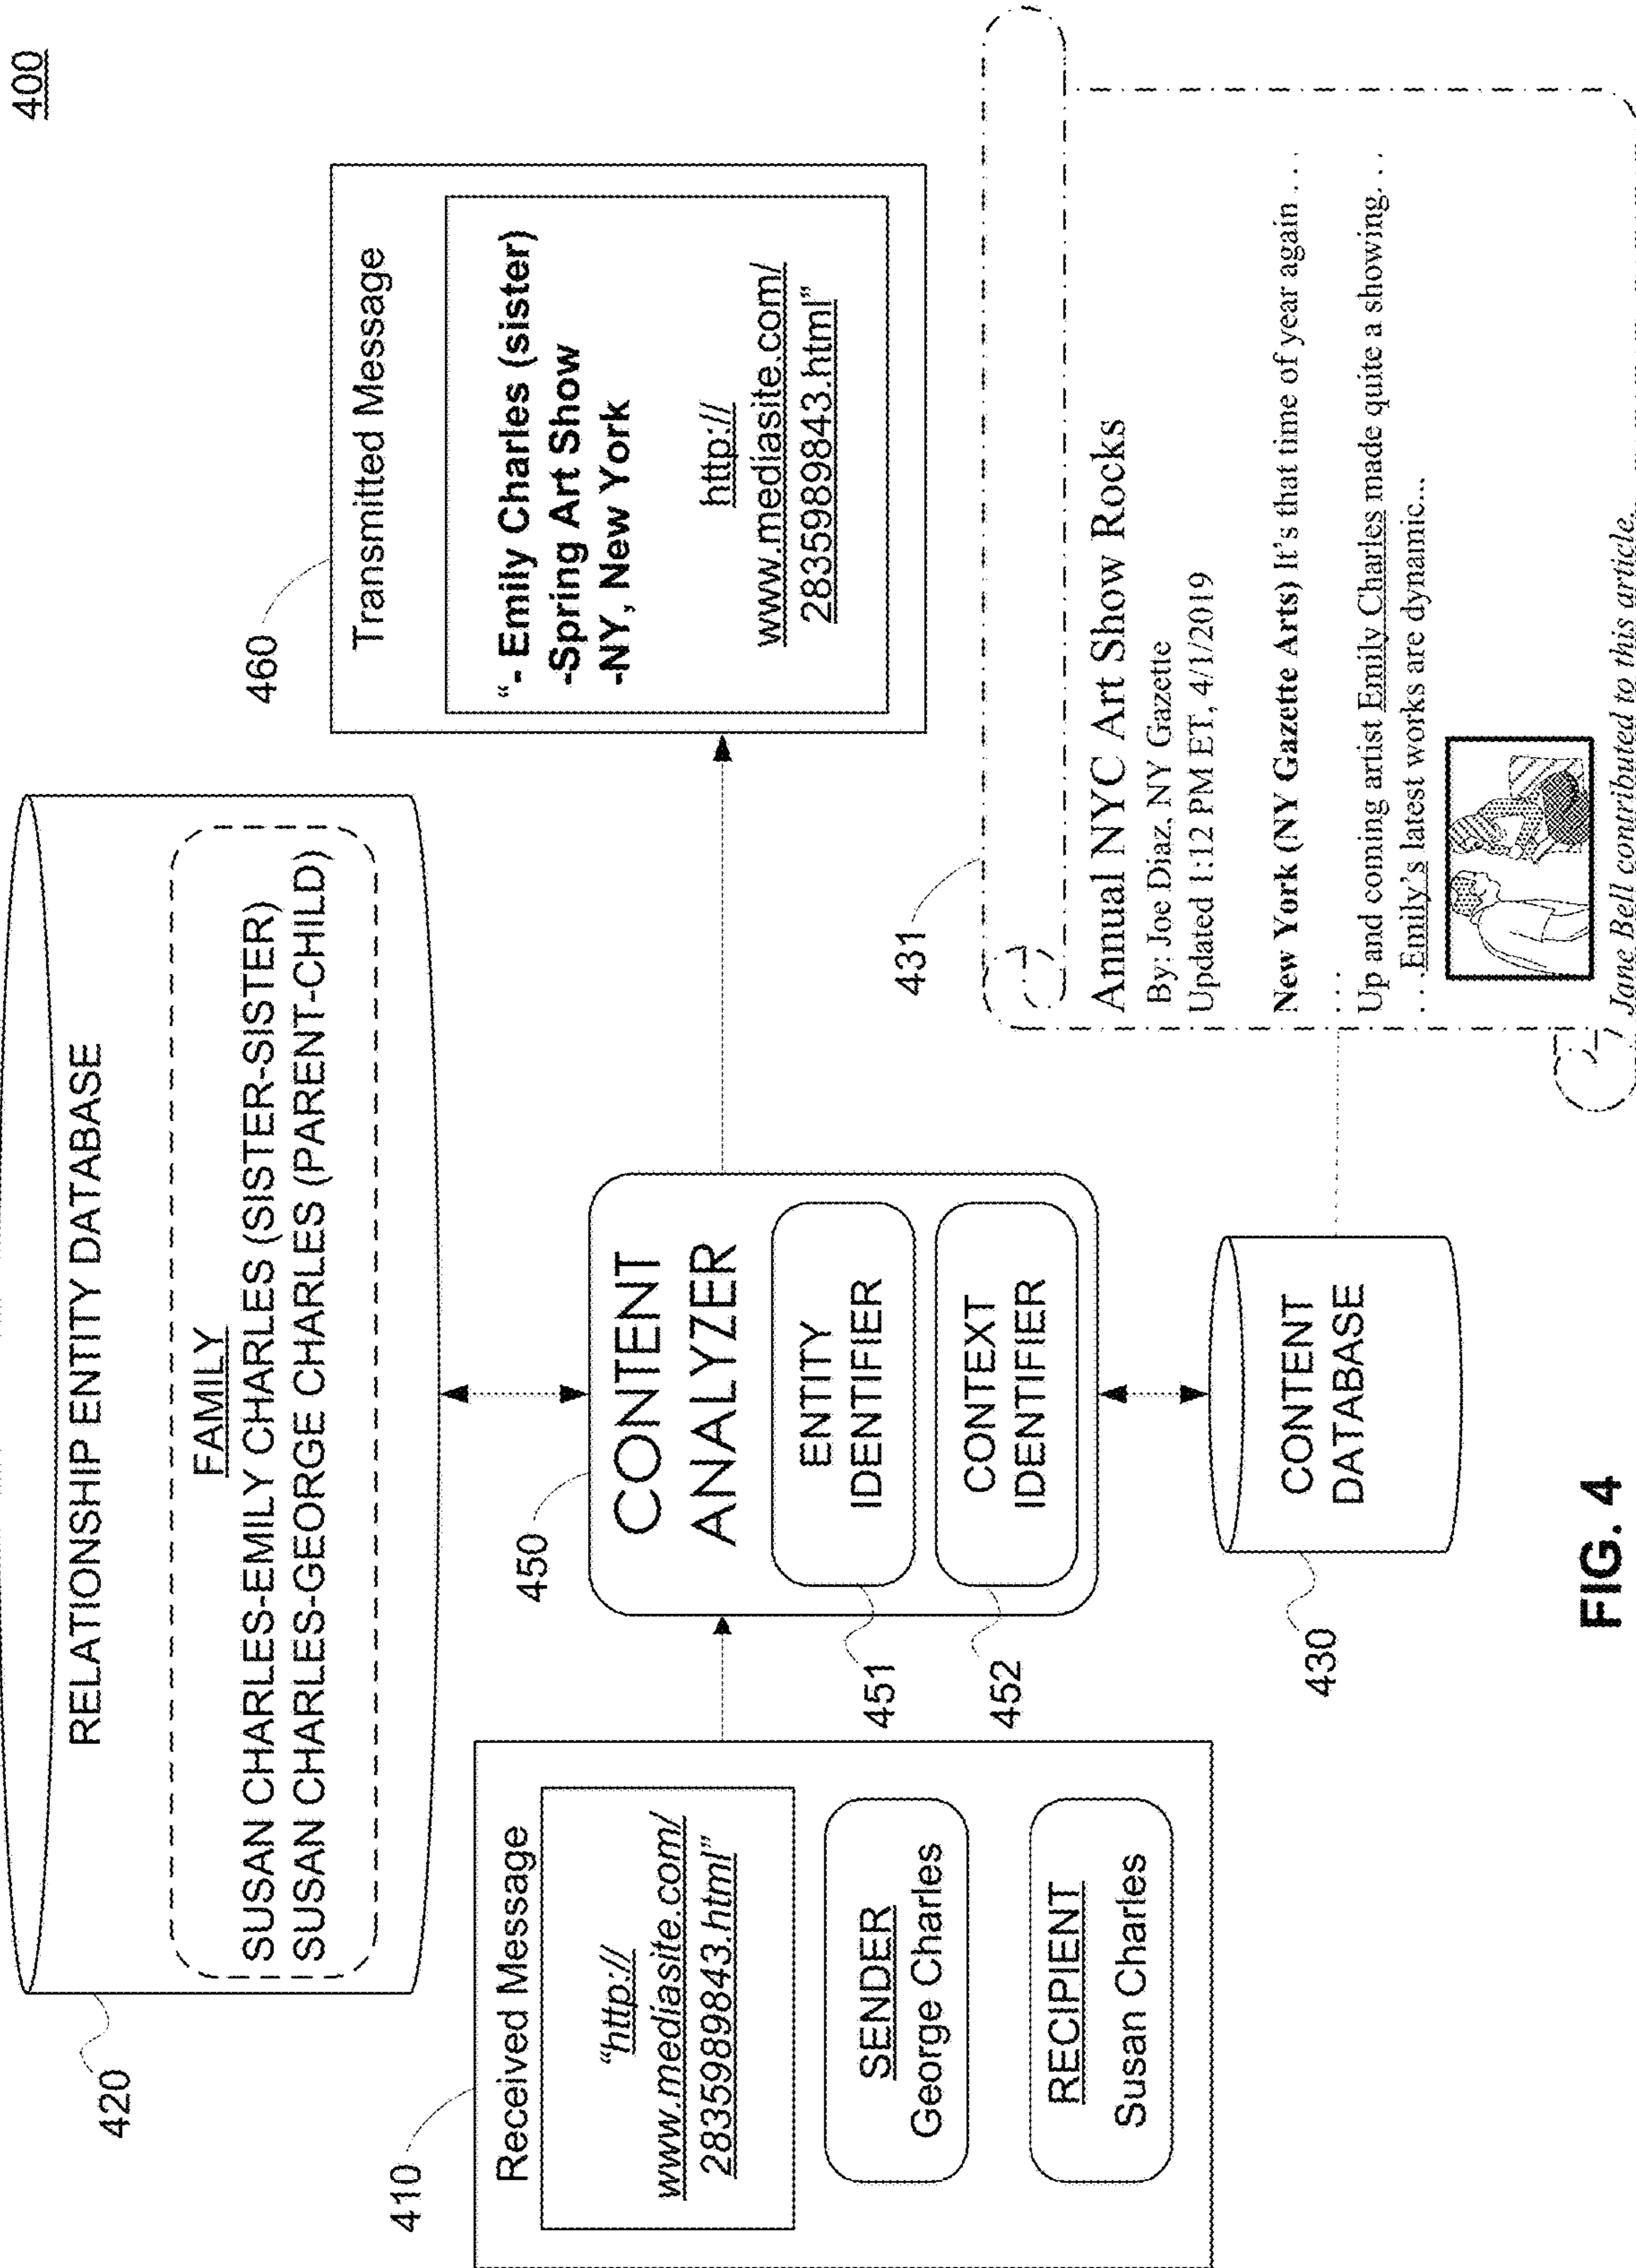 400
RELATIONSHIP ENTITY DATABASE
FAMILY
SUSAN CHARLES-EMILY CHARLES (SISTER-SISTER)
SUSAN CHARLES-GEORGE CHARLES (PARENT-CHILD)
420
410
Received Message
“http://
www.mediasite.com/
2835989843.html”
SENDER
George Charles
RECIPIENT
Susan Charles
450
CONTENT
ANALYZER
ENTITY
IDENTIFIER
451
CONTEXT
IDENTIFIER
452
CONTENT
DATABASE
430
460
Transmitted Message
“- Emily Charles (sister)
-Spring Art Show
-NY, New York
http://
www.mediasite.com/
2835989843.html”
431
Annual NYC Art Show Rocks
By: Joe Diaz, NY Gazette
Updated 1:12 PM ET, 4/1/2019
New York (NY Gazette Arts) It's that time of year again . . .
. . .
Up and coming artist Emily Charles made quite a showing. . .
. . .Emily's latest works are dynamic...
Jane Bell contributed to this article.
FIG. 4